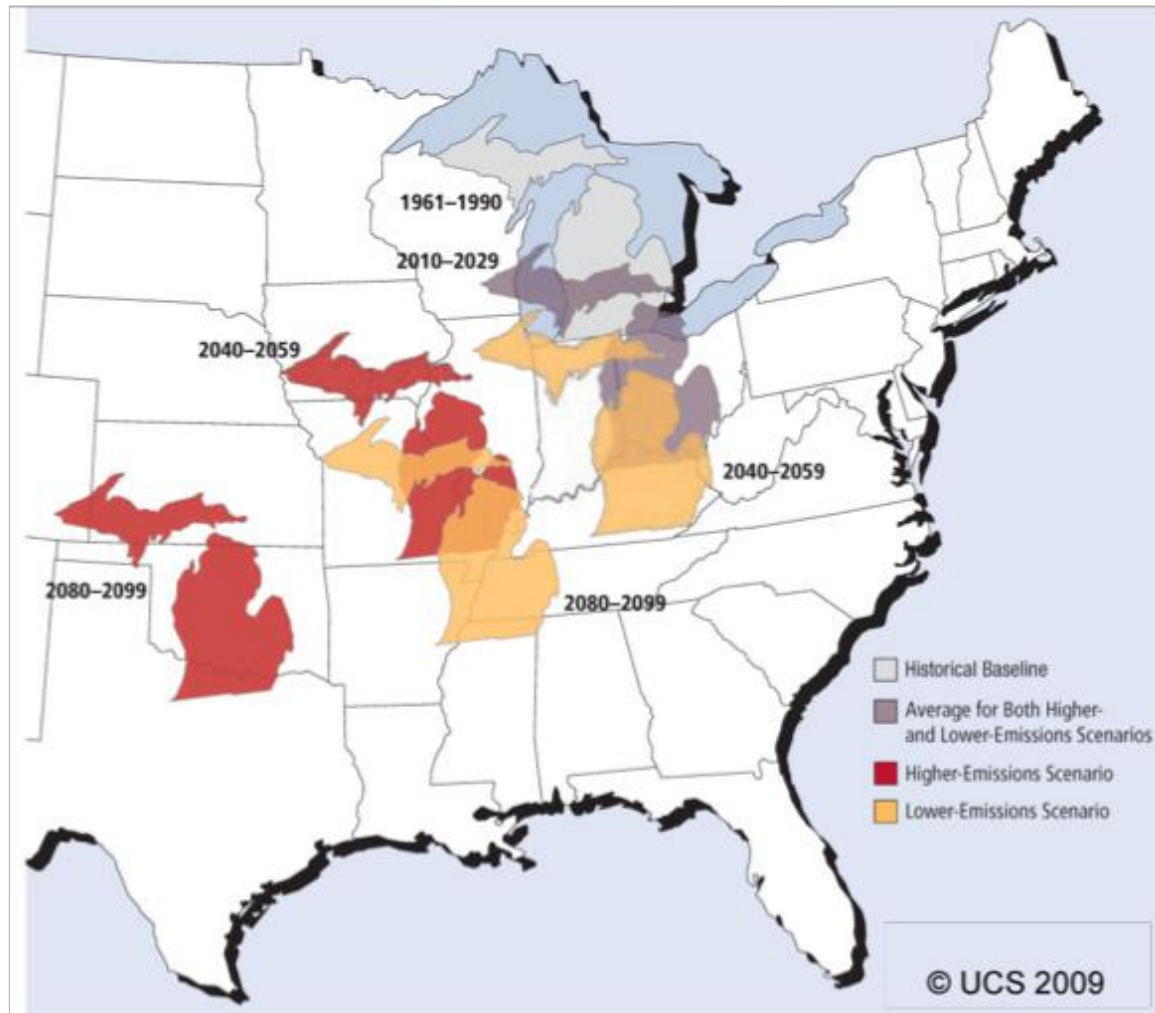 1961–1990
2010–2029
2040–2059
2040–2059
2080–2099
2080–2099
Historical Baseline
Average for Both Higher-
and Lower-Emissions Scenarios
Higher-Emissions Scenario
Lower-Emissions Scenario
© UCS 2009